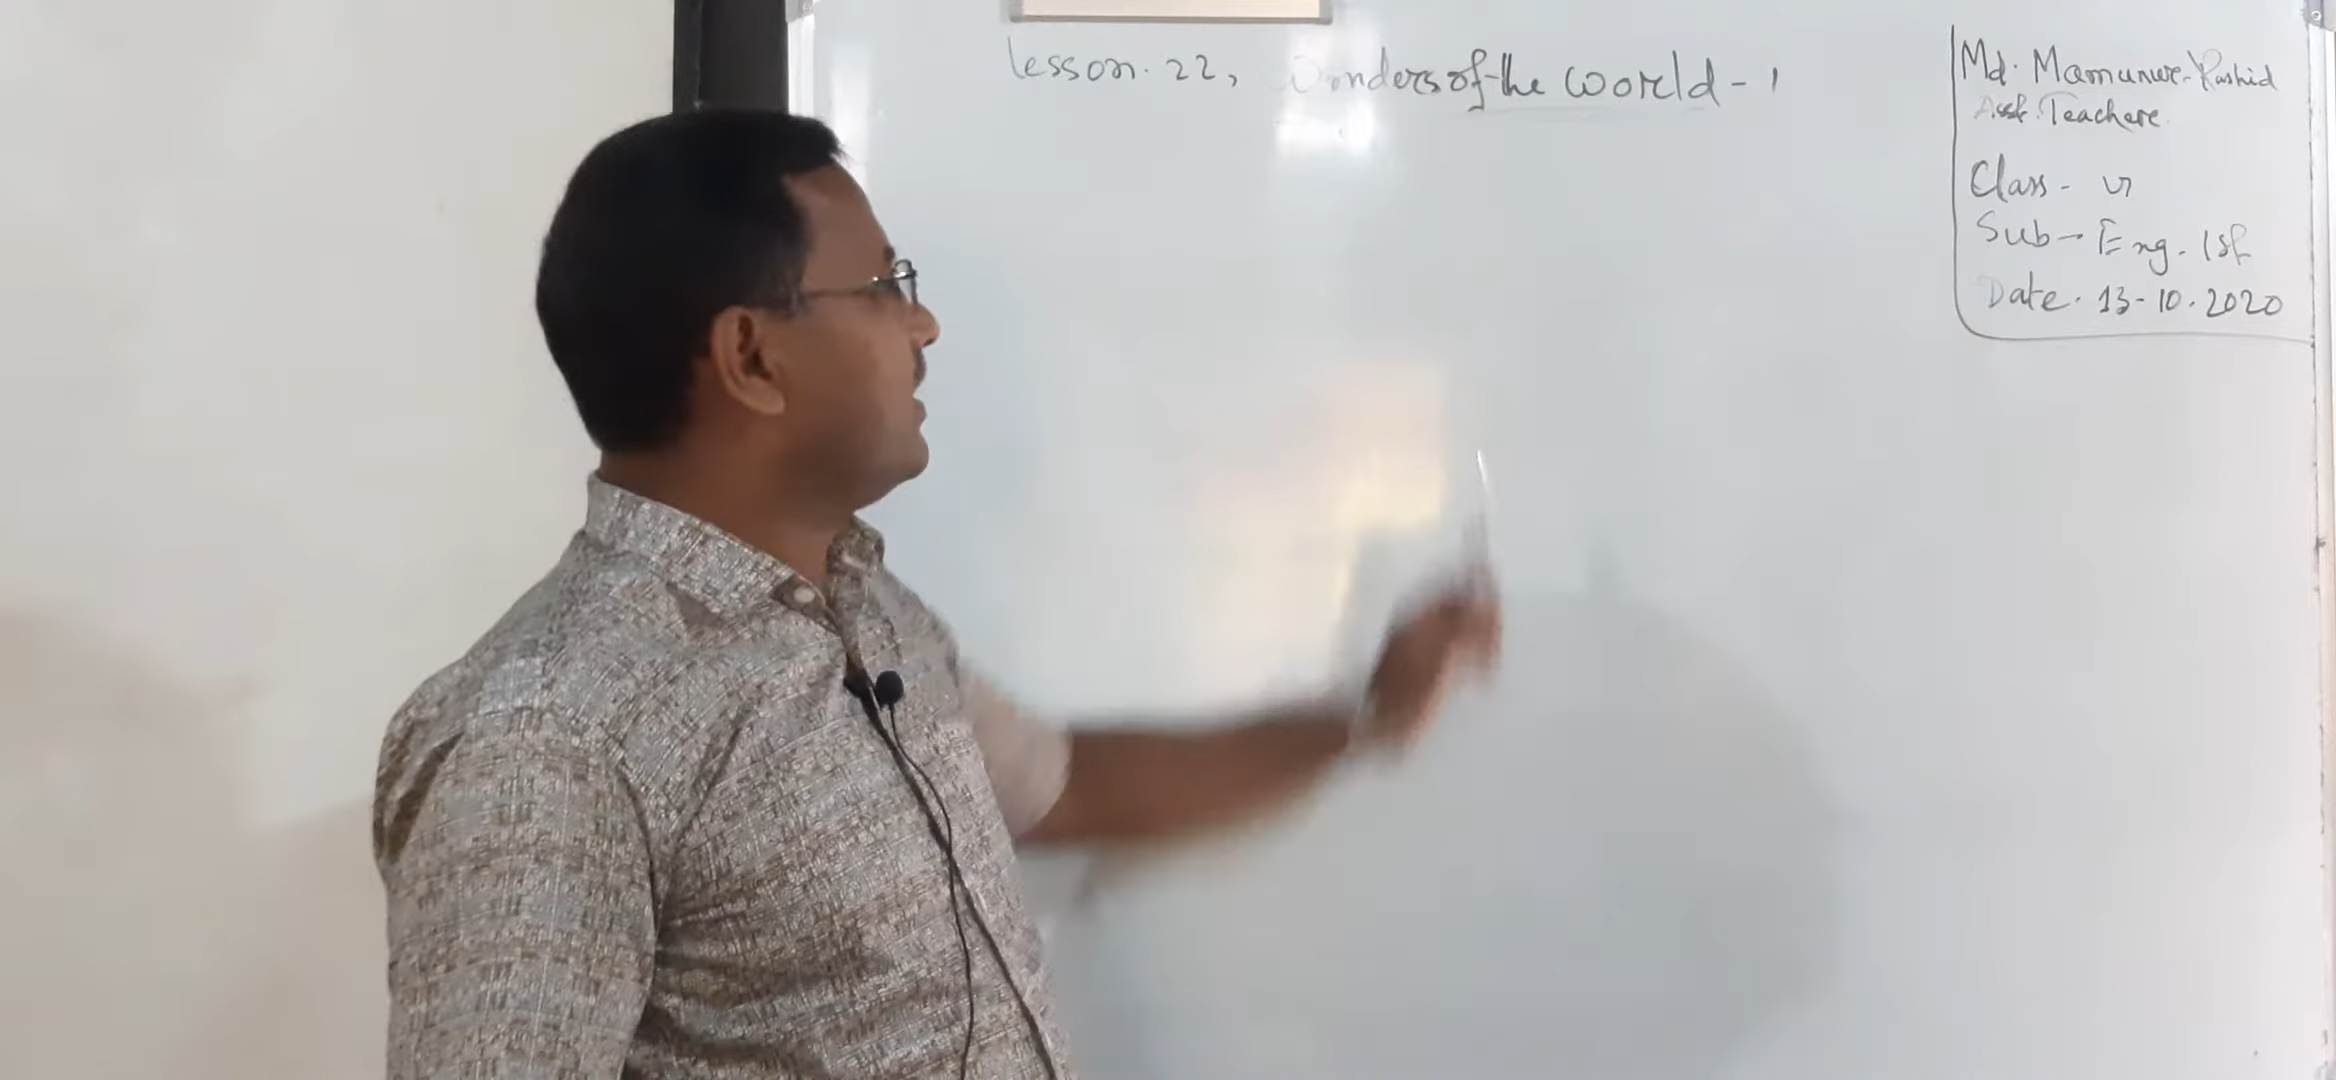 Lesson. 22, Wonders of the World - 1
Md. Mamunur Rashid
Asst. Teacher
Class - VI
Sub - Eng. 1st
Date. 13-10.2020